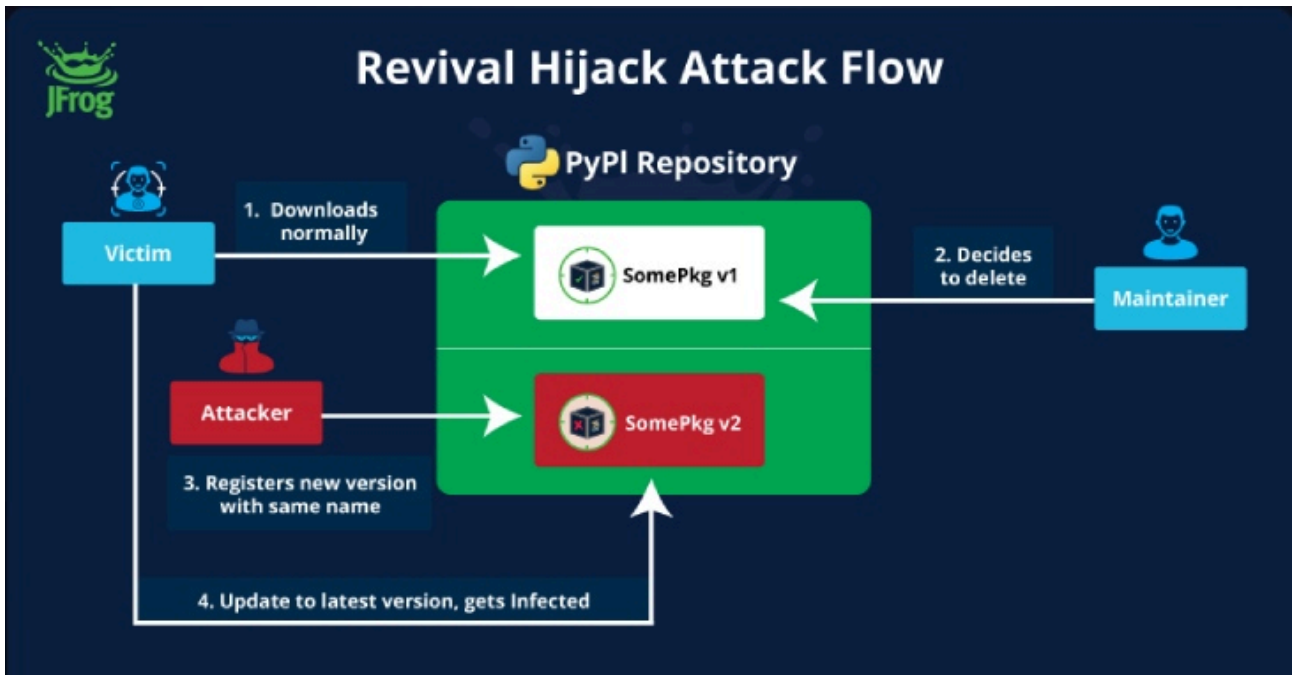 JFrog
Revival Hijack Attack Flow
PyPI Repository
Victim
1. Downloads
normally
SomePkg v1
2. Decides
to delete
Maintainer
Attacker
SomePkg v2
3. Registers new version
with same name
4. Update to latest version, gets Infected